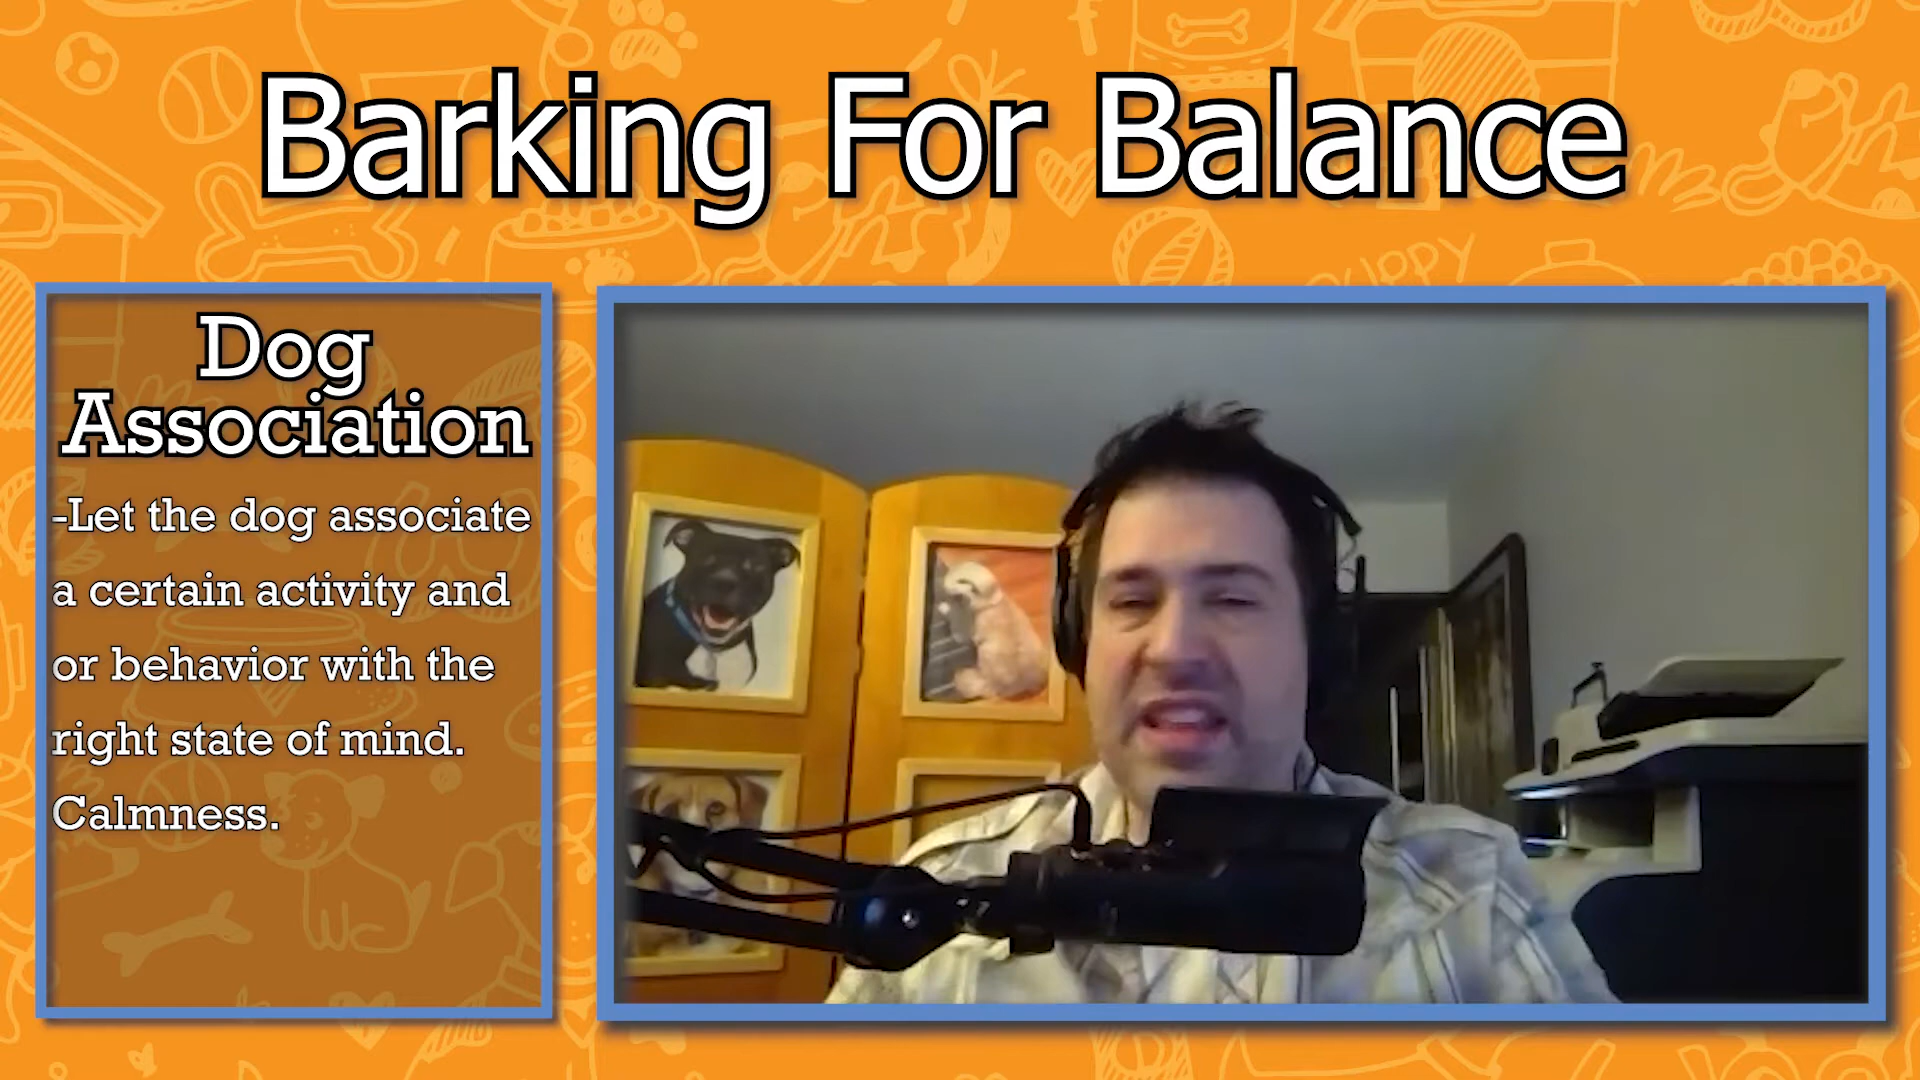 Barking For Balance
PUPPY
Dog
Association
-Let the dog associate
a certain activity and
or behavior with the
right state of mind.
Calmness.